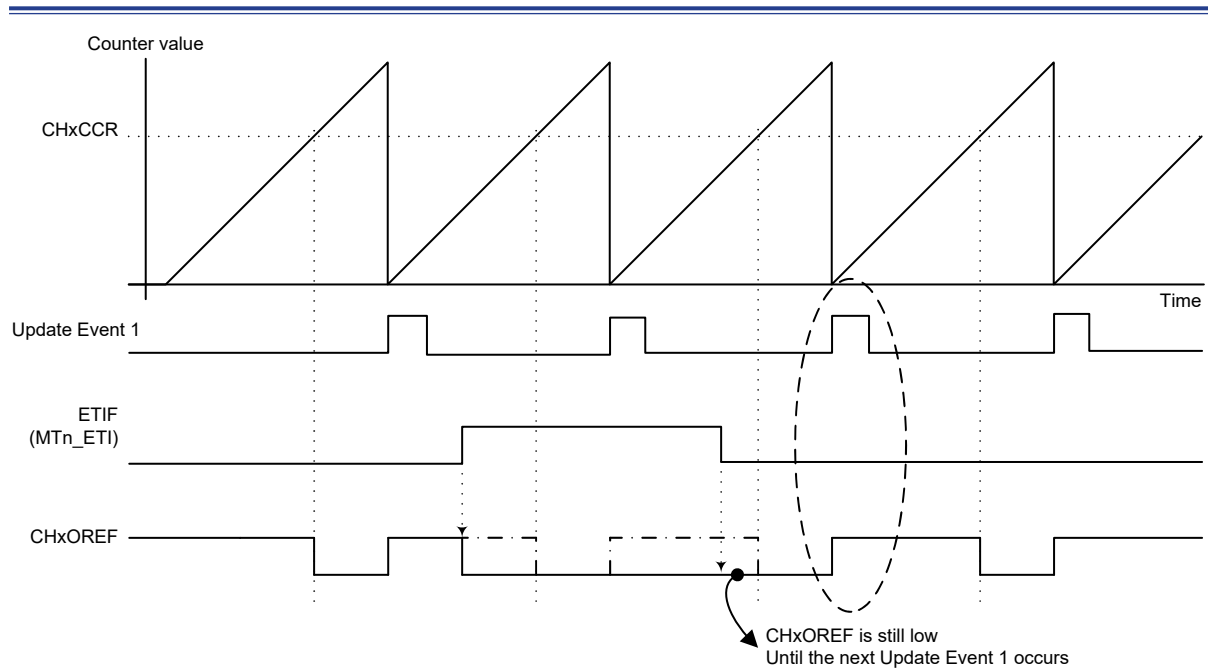 Counter value
CHxCCR
Time
Update Event 1
ETIF
(MTn_ETI)
CHxOREF
CHxOREF is still low
Until the next Update Event 1 occurs